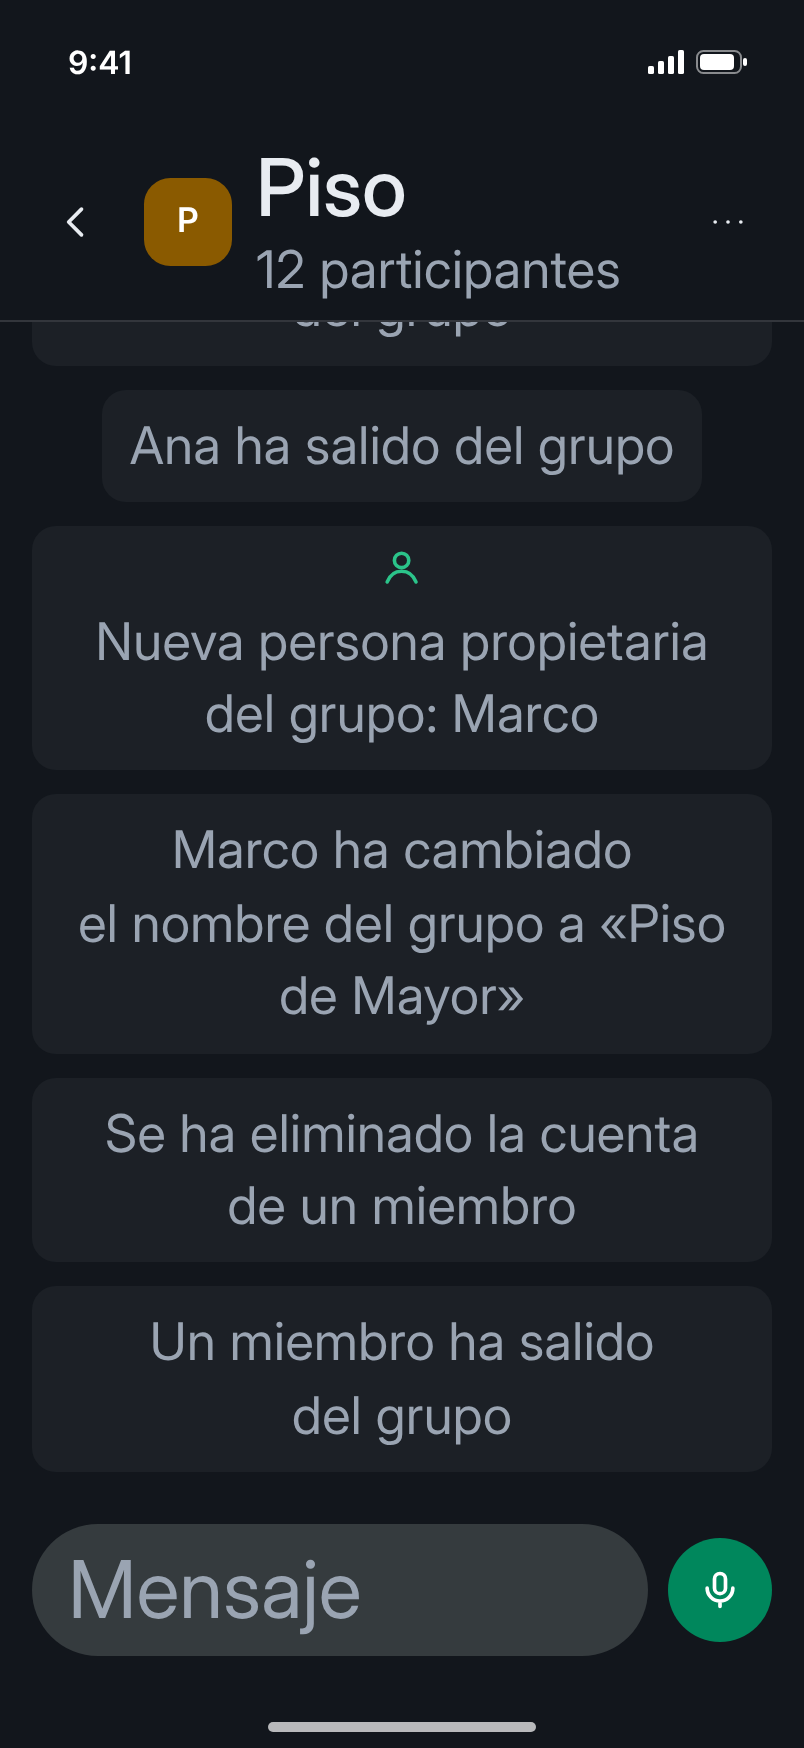 9:41
P
Piso
12 participantes
del grupo
Ana ha salido del grupo
Nueva persona propietaria
del grupo: Marco
Marco ha cambiado
el nombre del grupo a «Piso
de Mayor»
Se ha eliminado la cuenta
de un miembro
Un miembro ha salido
del grupo
Mensaje